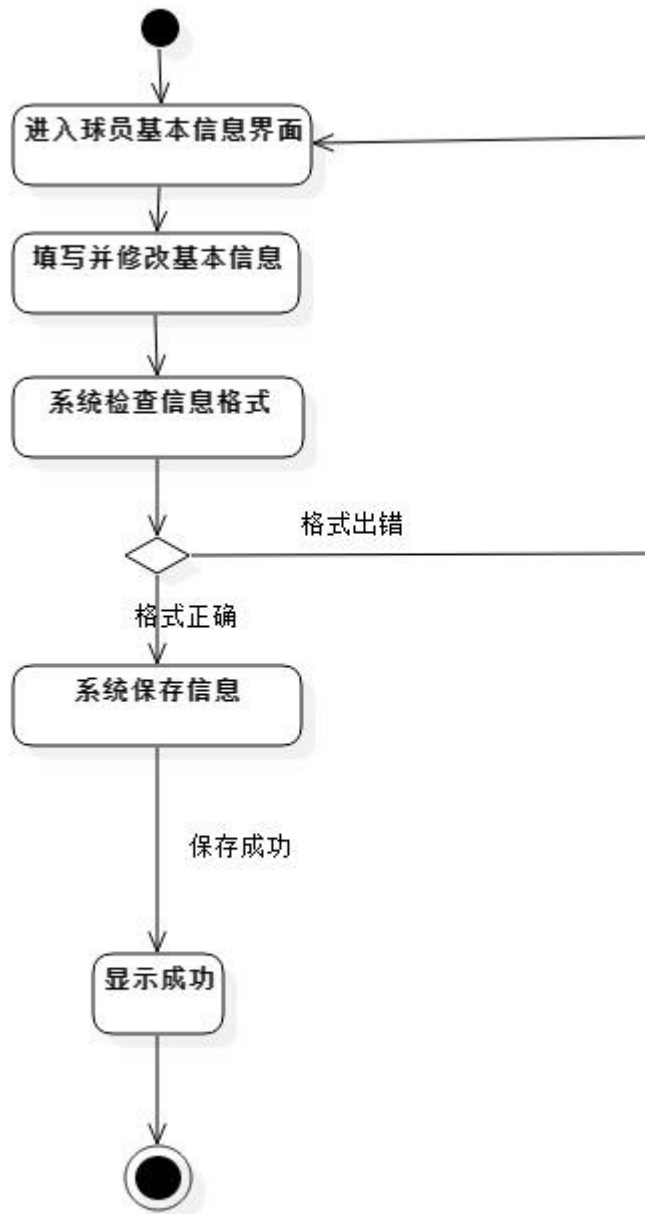 进入球员基本信息界面
填写并修改基本信息
系统检查信息格式
格式出错
格式正确
系统保存信息
保存成功
显示成功